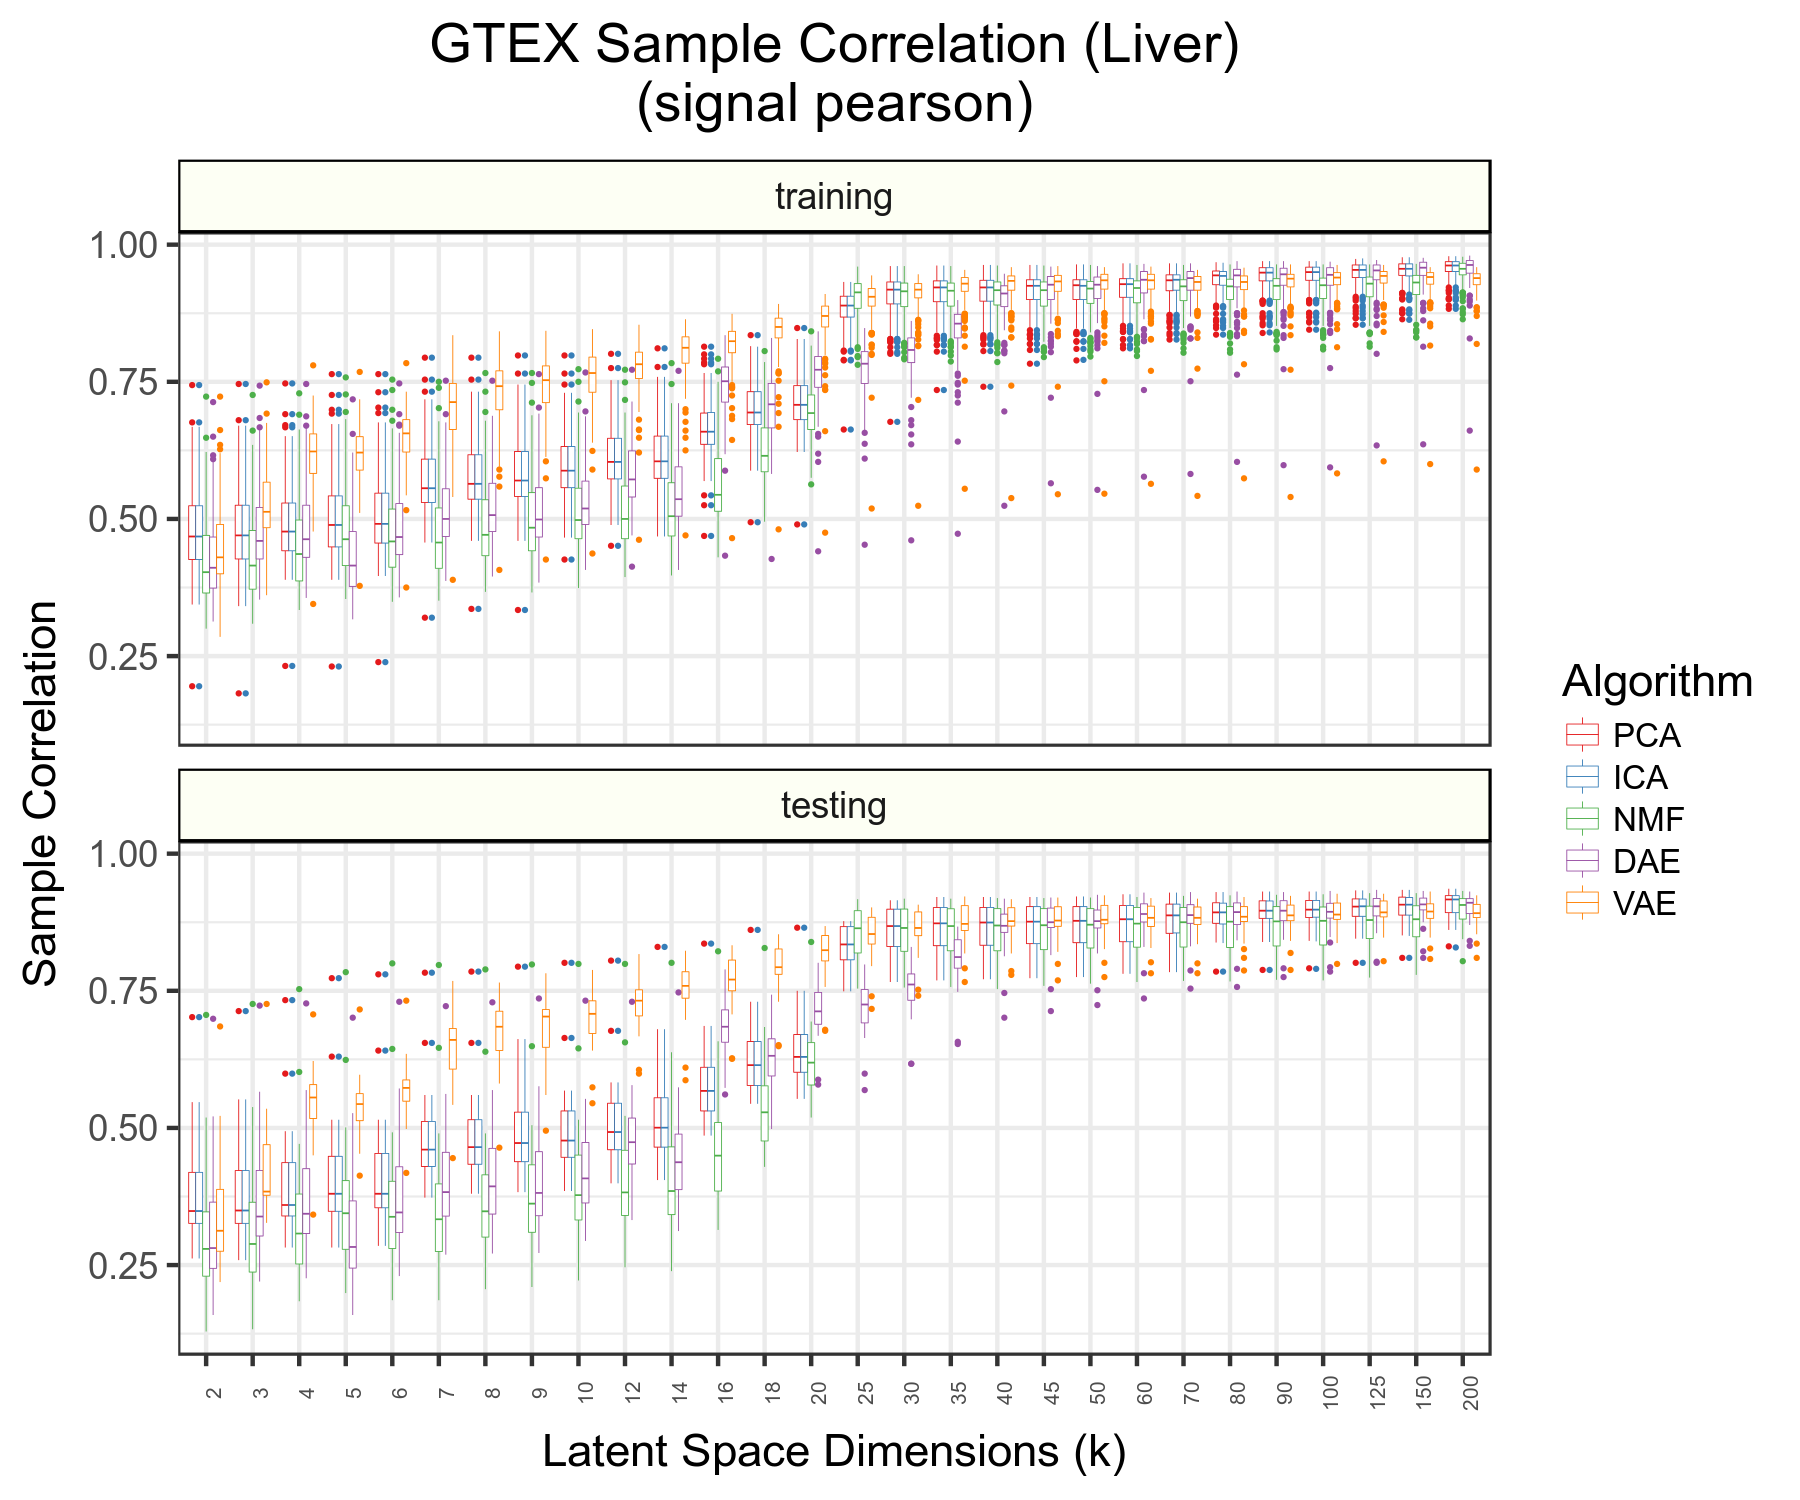 GTEX Sample Correlation (Liver)
(signal pearson)
training
1.00
0.75
0.50
0.25
testing
1.00
0.75
0.50
0.25
Sample Correlation
2 3 4 5 6 7 8 9 10 12 14 16 18 20 25 30 35 40 45 50 60 70 80 90 100 125 150 200
Latent Space Dimensions (k)
Algorithm
PCA
ICA
NMF
DAE
VAE